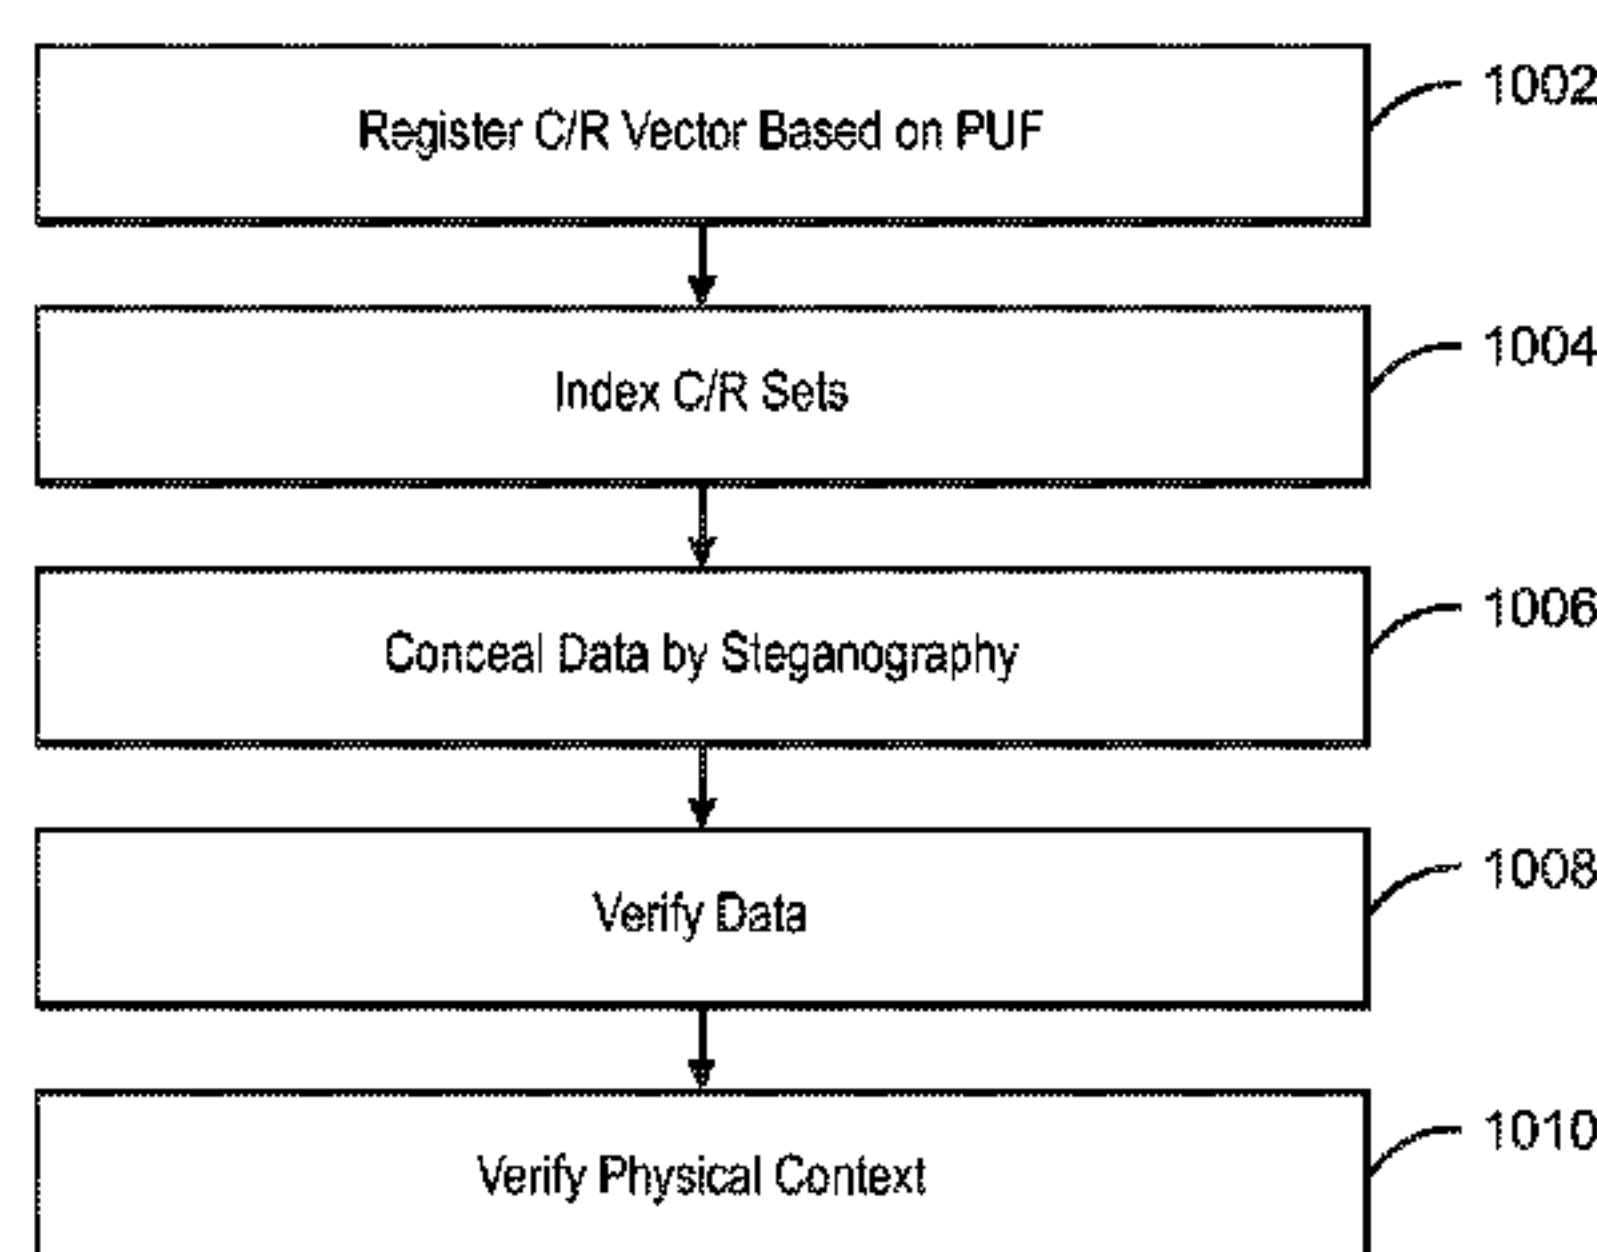 Register C/R Vector Based on PUF
1002
Index C/R Sets
1004
Conceal Data by Steganography
1006
Verify Data
1008
Verify Physical Context
1010